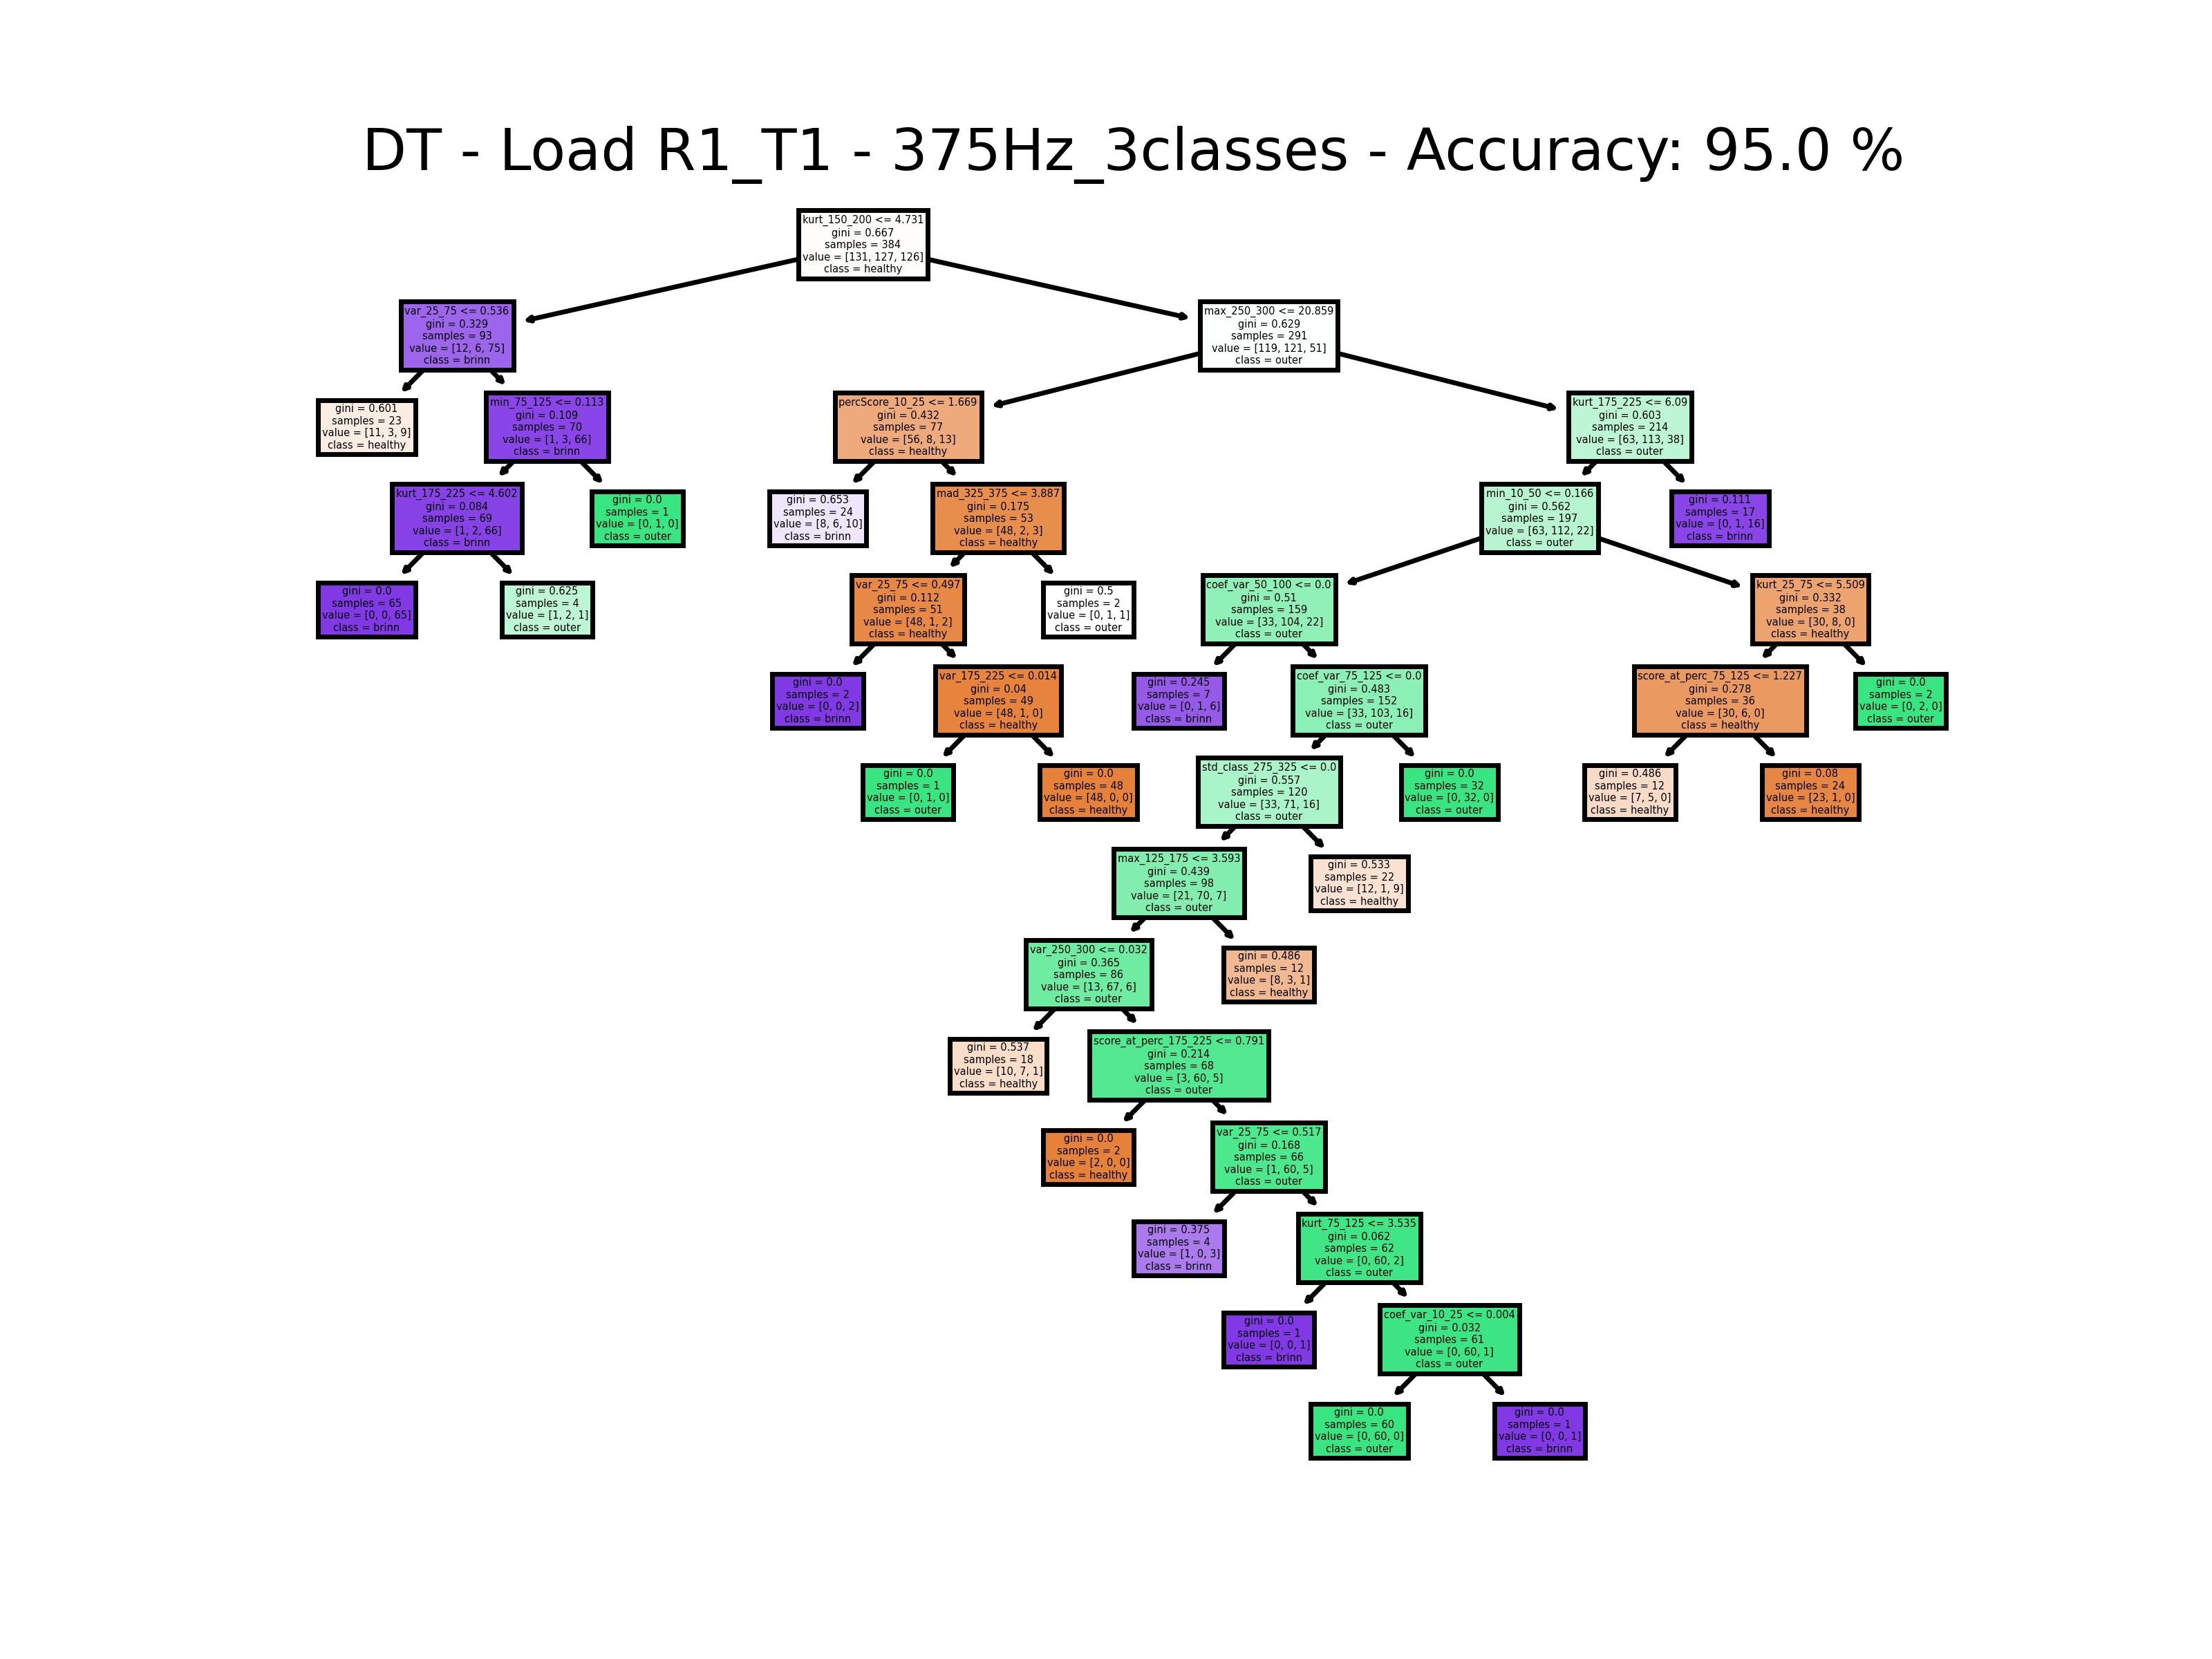 DT - Load R1_T1 - 375Hz_3classes - Accuracy: 95.0 %
kurt_150_200 <= 4.731
gini = 0.667
samples = 384
value = [131, 127, 126]
class = healthy
var_25_75 <= 0.536
gini = 0.329
samples = 93
value = [12, 6, 75]
class = brinn
max_250_300 <= 20.859
gini = 0.629
samples = 291
value = [119, 121, 51]
class = outer
gini = 0.601
samples = 23
value = [11, 3, 9]
class = healthy
min_75_125 <= 0.113
gini = 0.109
samples = 70
value = [1, 3, 66]
class = brinn
percScore_10_25 <= 1.669
gini = 0.432
samples = 77
value = [56, 8, 13]
class = healthy
kurt_175_225 <= 6.09
gini = 0.603
samples = 214
value = [63, 113, 38]
class = outer
kurt_175_225 <= 4.602
gini = 0.084
samples = 69
value = [1, 2, 66]
class = brinn
gini = 0.0
samples = 1
value = [0, 1, 0]
class = outer
gini = 0.653
samples = 24
value = [8, 6, 10]
class = brinn
mad_325_375 <= 3.887
gini = 0.175
samples = 53
value = [48, 2, 3]
class = healthy
min_10_50 <= 0.166
gini = 0.562
samples = 197
value = [63, 112, 22]
class = outer
gini = 0.111
samples = 17
value = [0, 1, 16]
class = brinn
gini = 0.0
samples = 65
value = [0, 0, 65]
class = brinn
gini = 0.625
samples = 4
value = [1, 2, 1]
class = outer
var_25_75 <= 0.497
gini = 0.112
samples = 51
value = [48, 1, 2]
class = healthy
gini = 0.5
samples = 2
value = [0, 1, 1]
class = outer
coef_var_50_100 <= 0.0
gini = 0.51
samples = 159
value = [33, 104, 22]
class = outer
kurt_25_75 <= 5.509
gini = 0.332
samples = 38
value = [30, 8, 0]
class = healthy
gini = 0.0
samples = 2
value = [0, 0, 2]
class = brinn
var_175_225 <= 0.014
gini = 0.04
samples = 49
value = [48, 1, 0]
class = healthy
gini = 0.245
samples = 7
value = [0, 1, 6]
class = brinn
coef_var_75_125 <= 0.0
gini = 0.483
samples = 152
value = [33, 103, 16]
class = outer
score_at_perc_75_125 <= 1.227
gini = 0.278
samples = 36
value = [30, 6, 0]
class = healthy
gini = 0.0
samples = 2
value = [0, 2, 0]
class = outer
gini = 0.0
samples = 1
value = [0, 1, 0]
class = outer
gini = 0.0
samples = 48
value = [48, 0, 0]
class = healthy
std_class_275_325 <= 0.0
gini = 0.557
samples = 120
value = [33, 71, 16]
class = outer
gini = 0.0
samples = 32
value = [0, 32, 0]
class = outer
gini = 0.486
samples = 12
value = [7, 5, 0]
class = healthy
gini = 0.08
samples = 24
value = [23, 1, 0]
class = healthy
max_125_175 <= 3.593
gini = 0.439
samples = 98
value = [21, 70, 7]
class = outer
gini = 0.533
samples = 22
value = [12, 1, 9]
class = healthy
var_250_300 <= 0.032
gini = 0.365
samples = 86
value = [13, 67, 6]
class = outer
gini = 0.486
samples = 12
value = [8, 3, 1]
class = healthy
gini = 0.537
samples = 18
value = [10, 7, 1]
class = healthy
score_at_perc_175_225 <= 0.791
gini = 0.214
samples = 68
value = [3, 60, 5]
class = outer
gini = 0.0
samples = 2
value = [2, 0, 0]
class = healthy
var_25_75 <= 0.517
gini = 0.168
samples = 66
value = [1, 60, 5]
class = outer
gini = 0.375
samples = 4
value = [1, 0, 3]
class = brinn
kurt_75_125 <= 3.535
gini = 0.062
samples = 62
value = [0, 60, 2]
class = outer
gini = 0.0
samples = 1
value = [0, 0, 1]
class = brinn
coef_var_10_25 <= 0.004
gini = 0.032
samples = 61
value = [0, 60, 1]
class = outer
gini = 0.0
samples = 60
value = [0, 60, 0]
class = outer
gini = 0.0
samples = 1
value = [0, 0, 1]
class = brinn